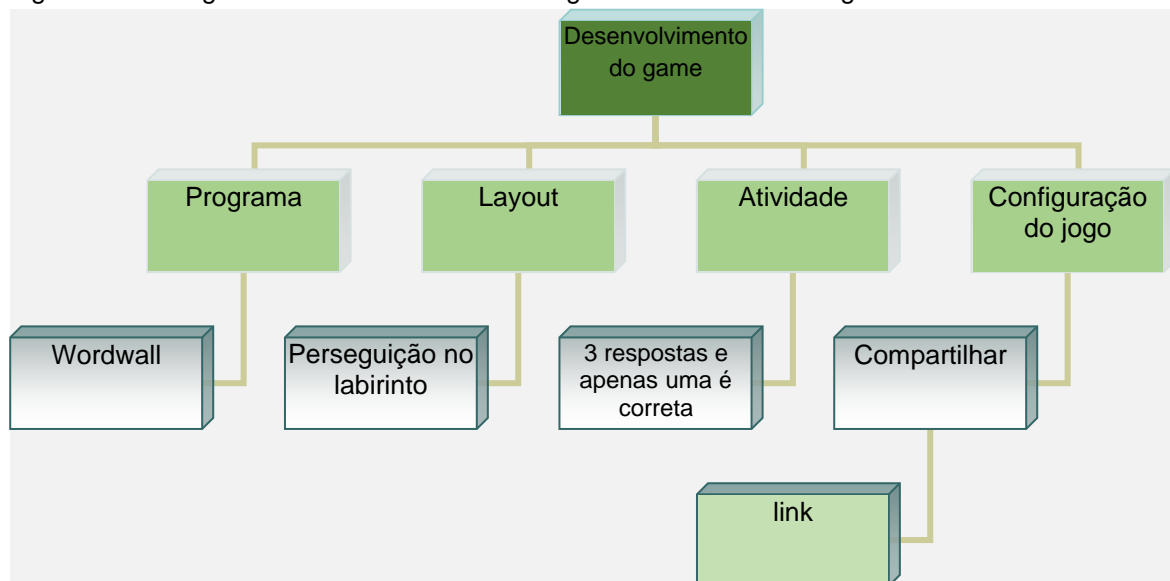 Desenvolvimento
do game
Programa
Layout
Atividade
Configuração
do jogo
Wordwall
Perseguição no
labirinto
3 respostas e
apenas uma é
correta
Compartilhar
link